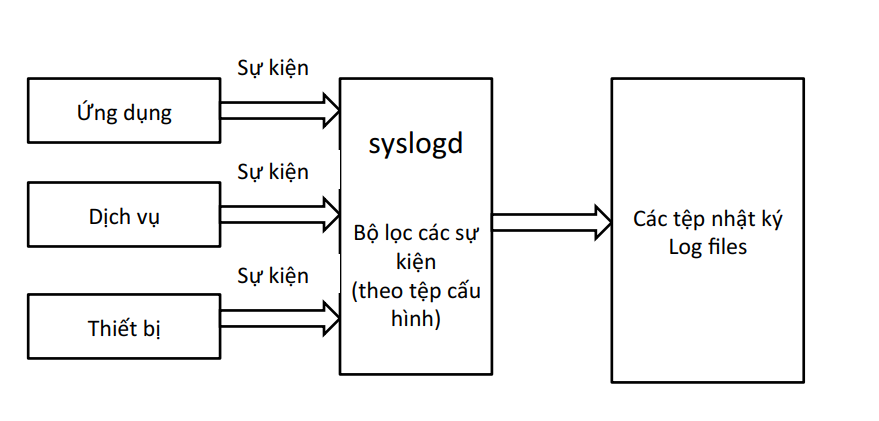 Sự kiện
Ứng dụng
Sự kiện
Dịch vụ
Sự kiện
Thiết bị
syslogd
Bộ lọc các sự
kiện
(theo tệp cấu
hình)
Các tệp nhật ký
Log files